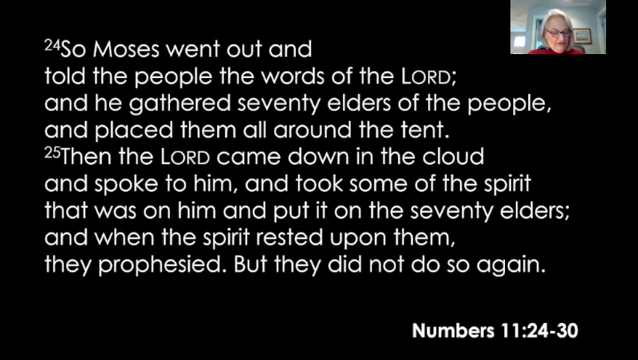 24So Moses went out and
told the people the words of the LORD;
and he gathered seventy elders of the people,
and placed them all around the tent.
25Then the LORD came down in the cloud
and spoke to him, and took some of the spirit
that was on him and put it on the seventy elders;
and when the spirit rested upon them,
they prophesied. But they did not do so again.
Numbers 11:24-30